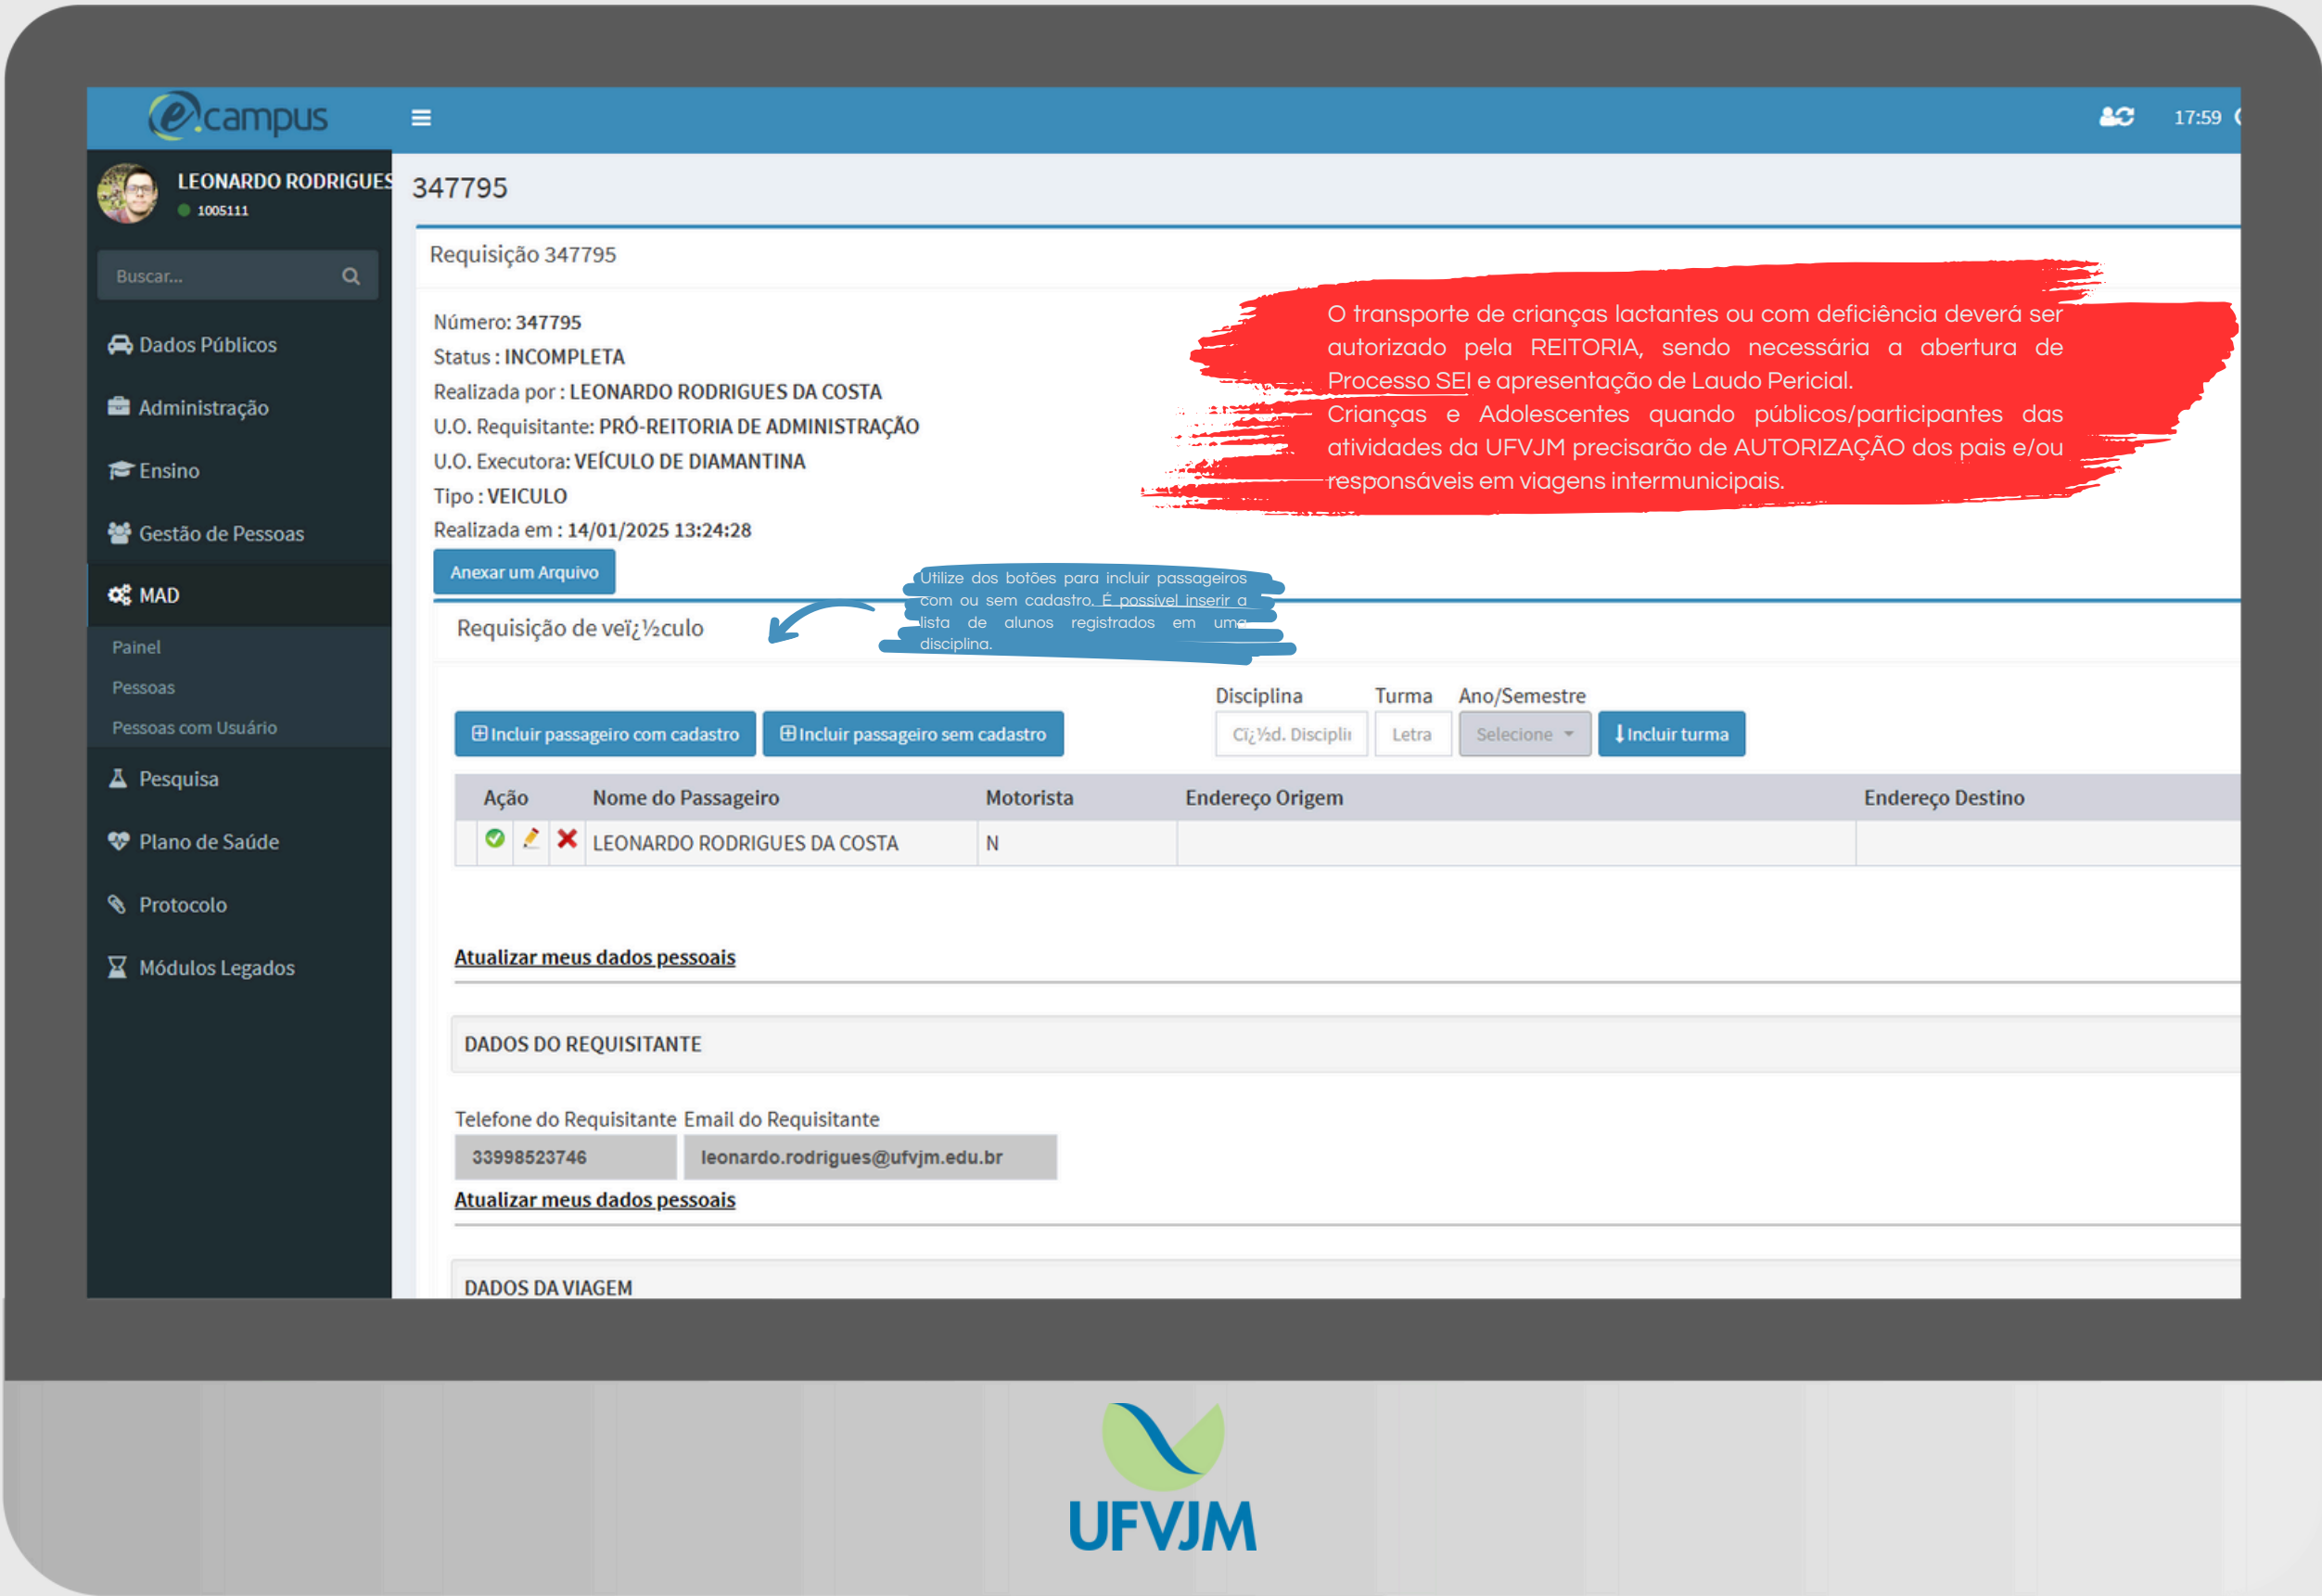 e.campus
17:59
LEONARDO RODRIGUES
1005111
Buscar...
Dados Públicos
Administração
Ensino
Gestão de Pessoas
MAD
Painel
Pessoas
Pessoas com Usuário
Pesquisa
Plano de Saúde
Protocolo
Módulos Legados
347795
Requisição 347795
Número: 347795
Status : INCOMPLETA
Realizada por : LEONARDO RODRIGUES DA COSTA
U.O. Requisitante: PRÓ-REITORIA DE ADMINISTRAÇÃO
U.O. Executora: VEÍCULO DE DIAMANTINA
Tipo : VEICULO
Realizada em : 14/01/2025 13:24:28
Anexar um Arquivo
O transporte de crianças lactantes ou com deficiência deverá ser
autorizado pela REITORIA, sendo necessária a abertura de
Processo SEI e apresentação de Laudo Pericial.
Crianças e Adolescentes quando públicos/participantes das
atividades da UFVJM precisarão de AUTORIZAÇÃO dos pais e/ou
responsáveis em viagens intermunicipais.
Utilize dos botões para incluir passageiros
com ou sem cadastro. É possivel inserir a
lista de alunos registrados em uma
disciplina.
Requisição de veï¿½culo
Disciplina Turma Ano/Semestre
Incluir passageiro com cadastro Incluir passageiro sem cadastro Cï¿½d. Disciplin Letra Selecione Incluir turma
Ação Nome do Passageiro Motorista Endereço Origem Endereço Destino
LEONARDO RODRIGUES DA COSTA N
Atualizar meus dados pessoais
DADOS DO REQUISITANTE
Telefone do Requisitante Email do Requisitante
33998523746 leonardo.rodrigues@ufvjm.edu.br
Atualizar meus dados pessoais
DADOS DA VIAGEM
UFVJM